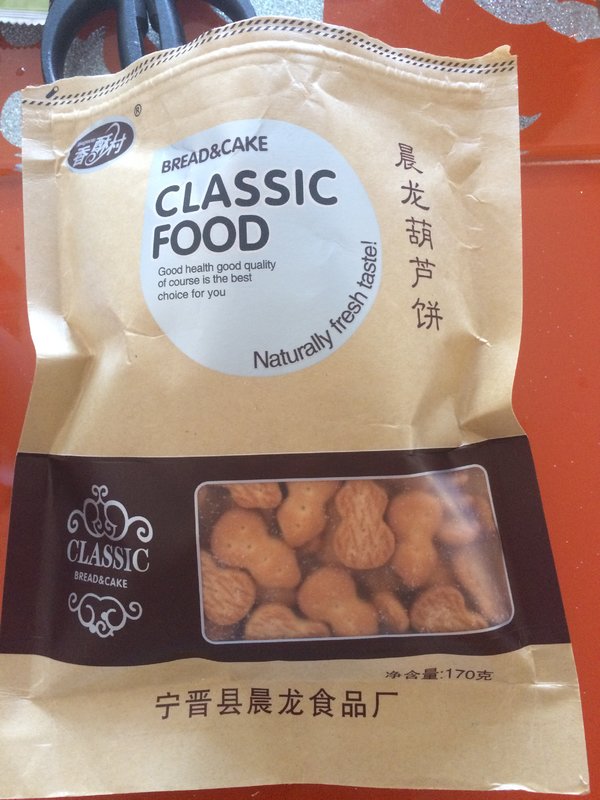 香酥村
®
BREAD&CAKE
CLASSIC
FOOD
Good health good quality
of course is the best
choice for you
Naturally fresh taste!
晨龙葫芦饼
CLASSIC
BREAD&CAKE
净含量:170克
宁晋县晨龙食品厂